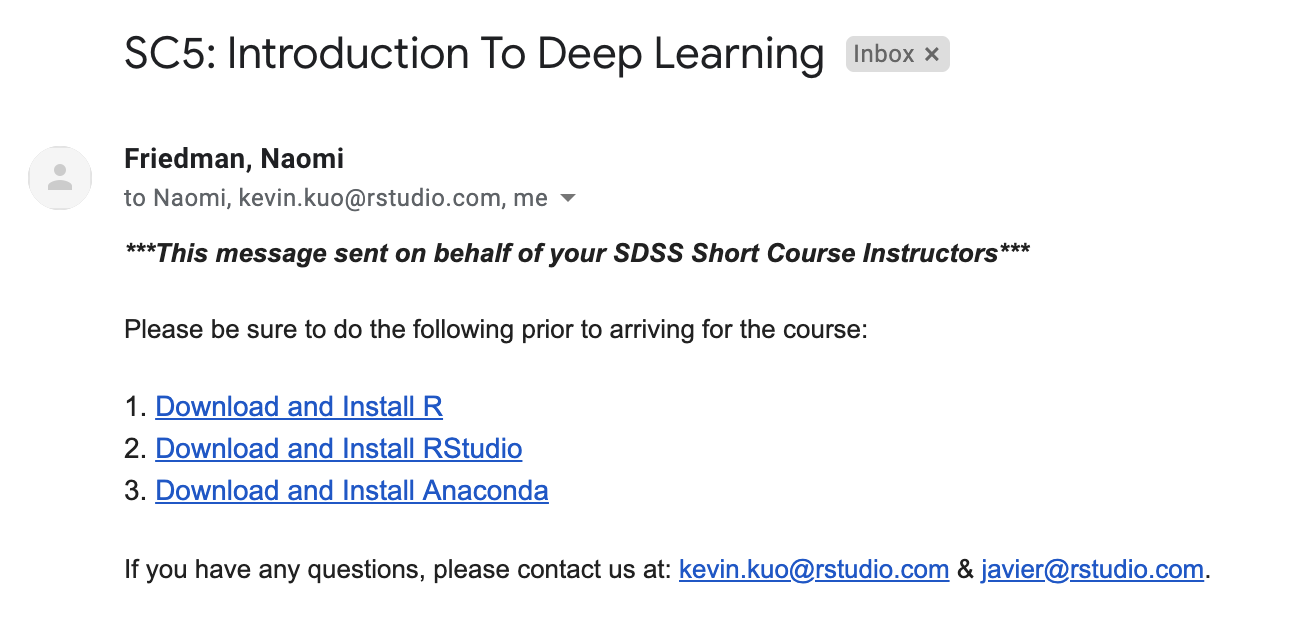 SC5: Introduction To Deep Learning Inbox ×
Friedman, Naomi
to Naomi, kevin.kuo@rstudio.com, me
***This message sent on behalf of your SDSS Short Course Instructors***
Please be sure to do the following prior to arriving for the course:
1. Download and Install R
2. Download and Install RStudio
3. Download and Install Anaconda
If you have any questions, please contact us at: kevin.kuo@rstudio.com & javier@rstudio.com.